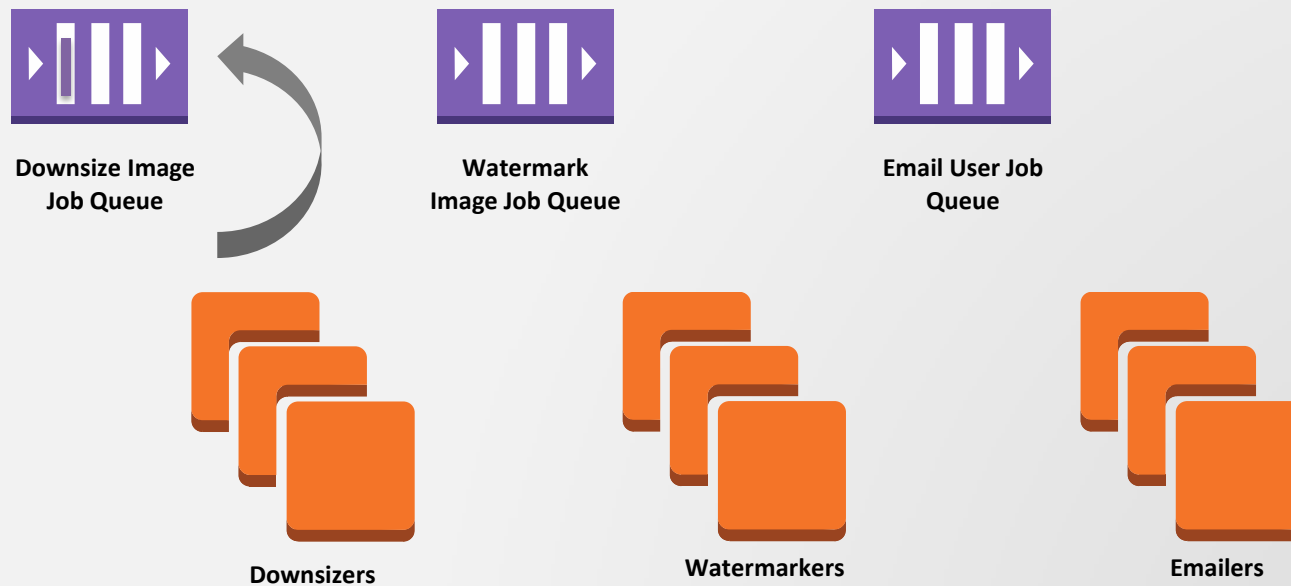 Downsize Image
Job Queue
Watermark
Image Job Queue
Email User Job
Queue
Downsizers
Watermarkers
Emailers